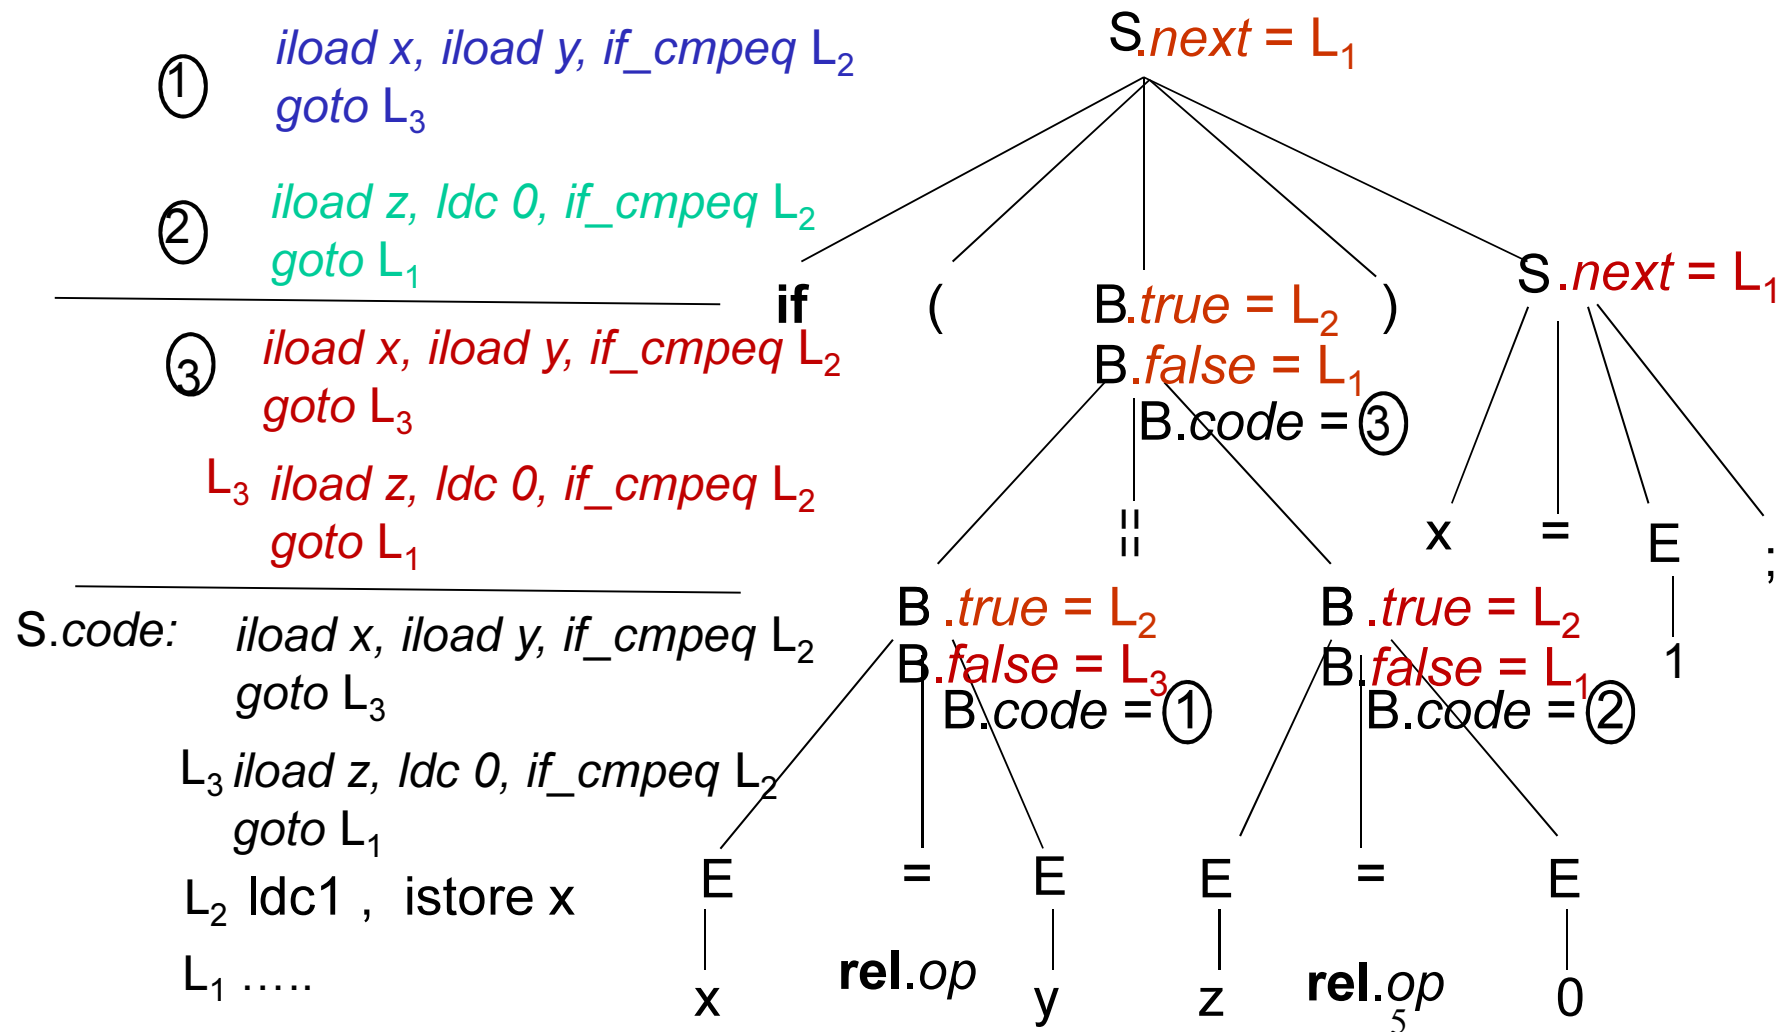 1 iload x, iload y, if_cmpeq L2
goto L3
2 iload z, ldc 0, if_cmpeq L2
goto L1
3 iload x, iload y, if_cmpeq L2
goto L3
L3 iload z, ldc 0, if_cmpeq L2
goto L1
S.code: iload x, iload y, if_cmpeq L2
goto L3
L3 iload z, ldc 0, if_cmpeq L2
goto L1
L2 ldc1 , istore x
L1 .....
S.next = L1
if ( B.true = L2 ) S.next = L1
B.false = L1
B.code = 3
|| x = E ;
B.true = L2 B.true = L2 1
B.false = L3 B.false = L1
B.code = 1 B.code = 2
E = E E = E
x rel.op y z rel.op 0
5